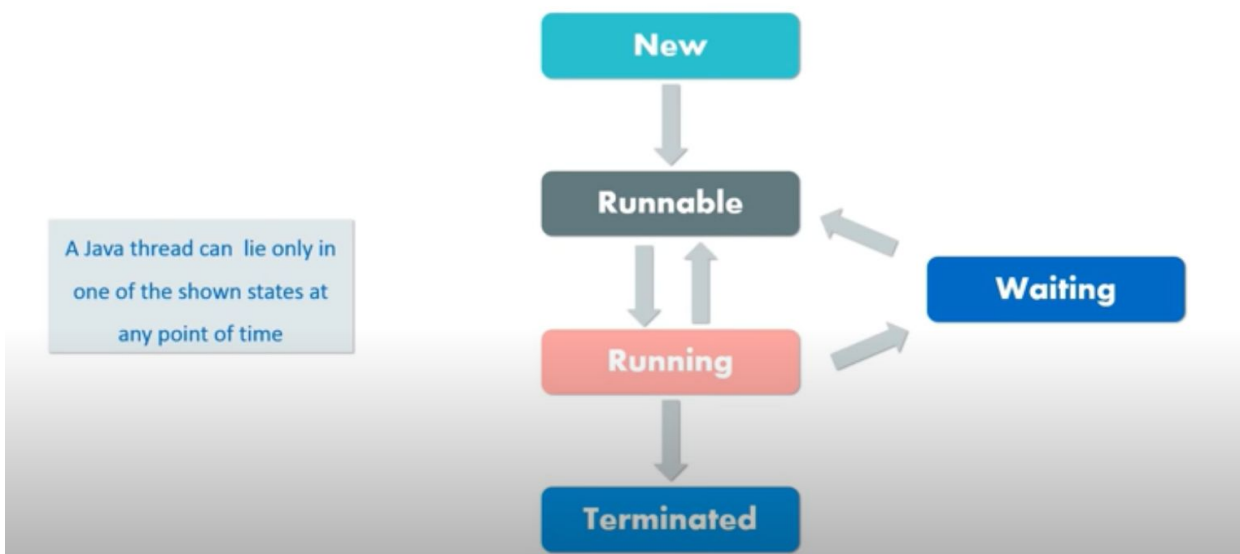 New
Runnable
A Java thread can lie only in
one of the shown states at
any point of time
Waiting
Running
Terminated